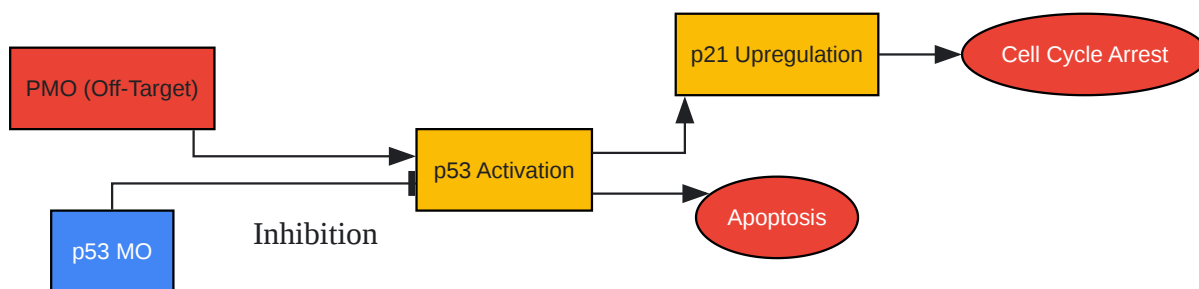 p21 Upregulation
Cell Cycle Arrest
PMO (Off-Target)
p53 Activation
Apoptosis
Inhibition
p53 MO